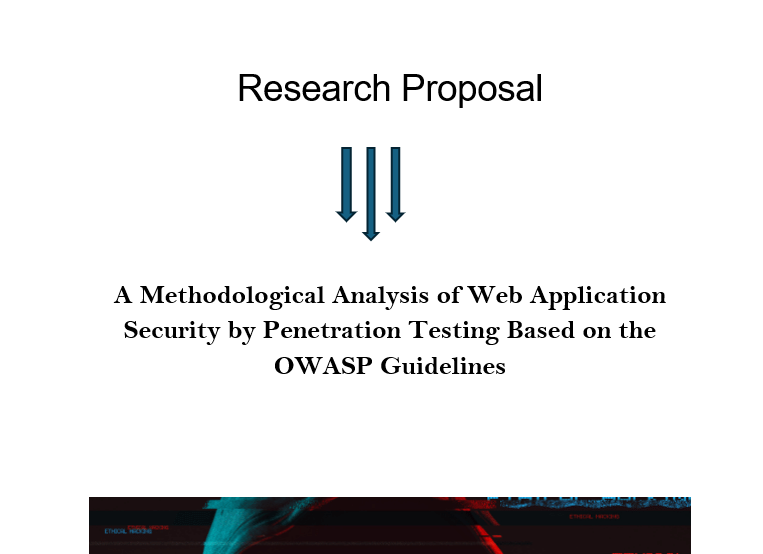 Research Proposal
A Methodological Analysis of Web Application
Security by Penetration Testing Based on the
OWASP Guidelines
ETHICAL HACKING
ETHICAL HACKING
ETHICAL HACKING